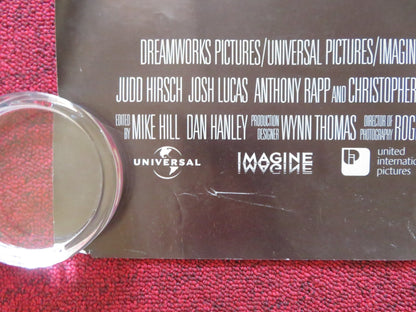 DREAMWORKS PICTURES/UNIVERSAL PICTURES/IMAGIN
JUDD HIRSCH JOSH LUCAS ANTHONY RAPP AND CHRISTOPHER
EDITED BY MIKE HILL DAN HANLEY PRODUCTION DESIGNER WYNN THOMAS DIRECTOR OF PHOTOGRAPHY ROG
UNIVERSAL
IMAGINE
united
internatio
pictures